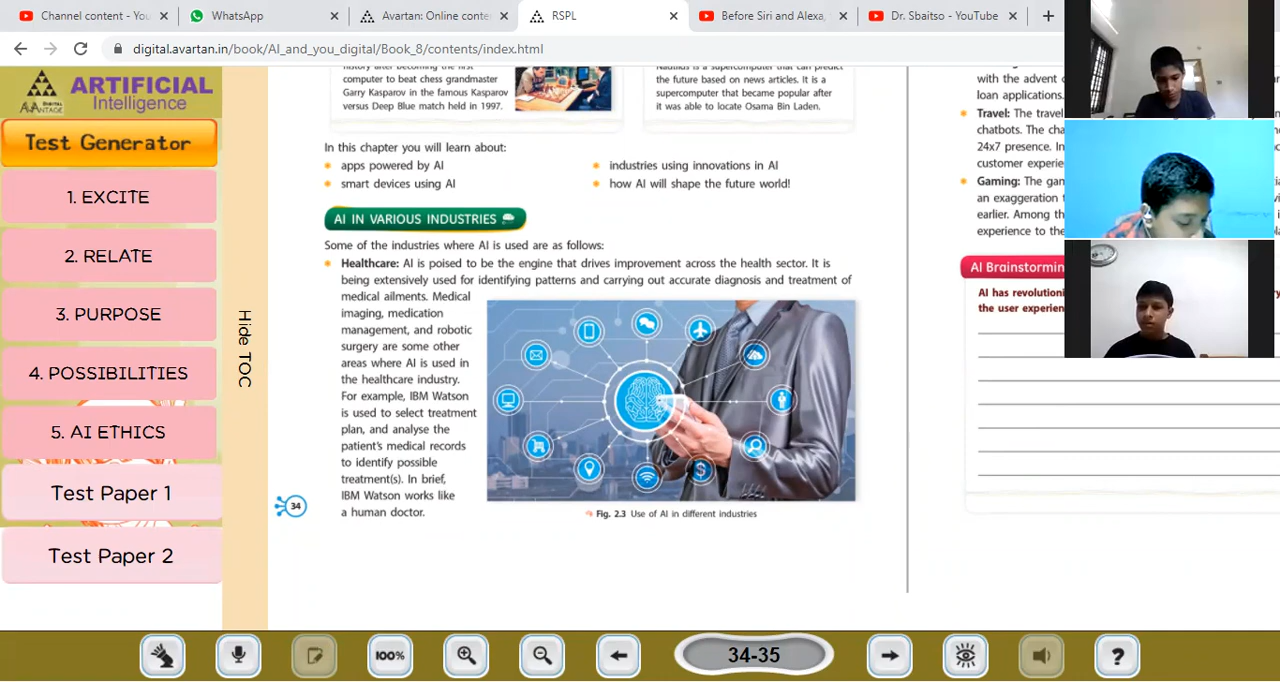 Channel content - You
WhatsApp
Avartan: Online conte
RSPL
Before Siri and Alexa,
Dr. Sbaitso - YouTube
digital.avartan.in/book/AI_and_you_digital/Book_8/contents/index.html
ARTIFICIAL
Intelligence
Test Generator
1. EXCITE
2. RELATE
3. PURPOSE
4. POSSIBILITIES
5. AI ETHICS
Test Paper 1
Test Paper 2
Hide TOC
history after becoming the first
computer to beat chess grandmaster
Garry Kasparov in the famous Kasparov
versus Deep Blue match held in 1997.
Nautilus is a supercomputer that can predict
the future based on news articles. It is a
supercomputer that became popular after
it was able to locate Osama Bin Laden.
In this chapter you will learn about:
apps powered by AI
smart devices using AI
industries using innovations in AI
how AI will shape the future world!
AI IN VARIOUS INDUSTRIES
Some of the industries where AI is used are as follows:
Healthcare: AI is poised to be the engine that drives improvement across the health sector. It is
being extensively used for identifying patterns and carrying out accurate diagnosis and treatment of
medical ailments. Medical
imaging, medication
management, and robotic
surgery are some other
areas where AI is used in
the healthcare industry.
For example, IBM Watson
is used to select treatment
plan, and analyse the
patient's medical records
to identify possible
treatment(s). In brief,
IBM Watson works like
a human doctor.
Fig. 2.3 Use of AI in different industries
34
with the advent o
loan applications.
Travel: The travel
chatbots. The cha
24x7 presence. In
customer experie
Gaming: The gam
an exaggeration t
earlier. Among th
experience to the
AI Brainstormin
AI has revolutioni
the user experien
100%
34-35
?